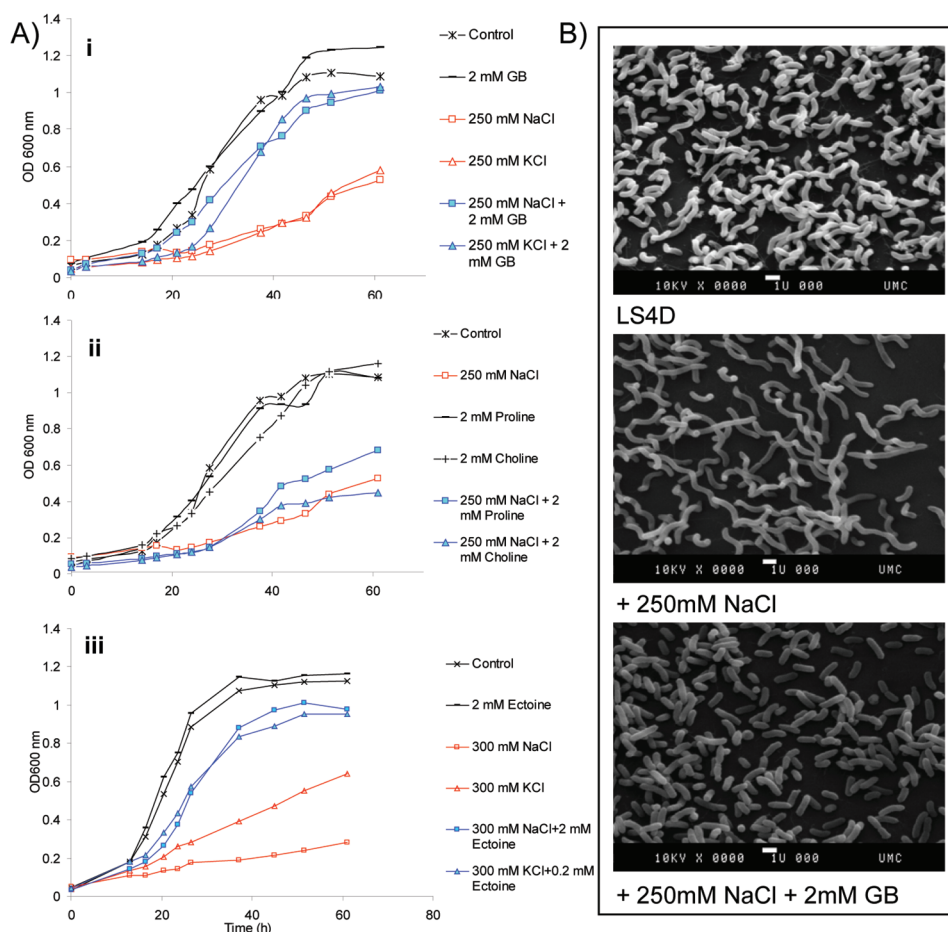 A)
i
1.4
1.2
1
0.8
0.6
0.4
0.2
0
OD 600 nm
0
20
40
60
Control
2 mM GB
250 mM NaCl
250 mM KCl
250 mM NaCl +
2 mM GB
250 mM KCl + 2
mM GB
ii
1.4
1.2
1
0.8
0.6
0.4
0.2
0
OD 600 nm
0
20
40
60
Control
250 mM NaCl
2 mM Proline
2 mM Choline
250 mM NaCl + 2
mM Proline
250 mM NaCl + 2
mM Choline
iii
1.4
1.2
1
0.8
0.6
0.4
0.2
0
OD600 nm
0
20
40
60
80
Time (h)
Control
2 mM Ectoine
300 mM NaCl
300 mM KCl
300 mM NaCl+2 mM
Ectoine
300 mM KCl+0.2 mM
Ectoine
B)
10KV X 0000 1U 000 UMC
LS4D
10KV X 0000 1U 000 UMC
+ 250mM NaCl
10KV X 0000 1U 000 UMC
+ 250mM NaCl + 2mM GB